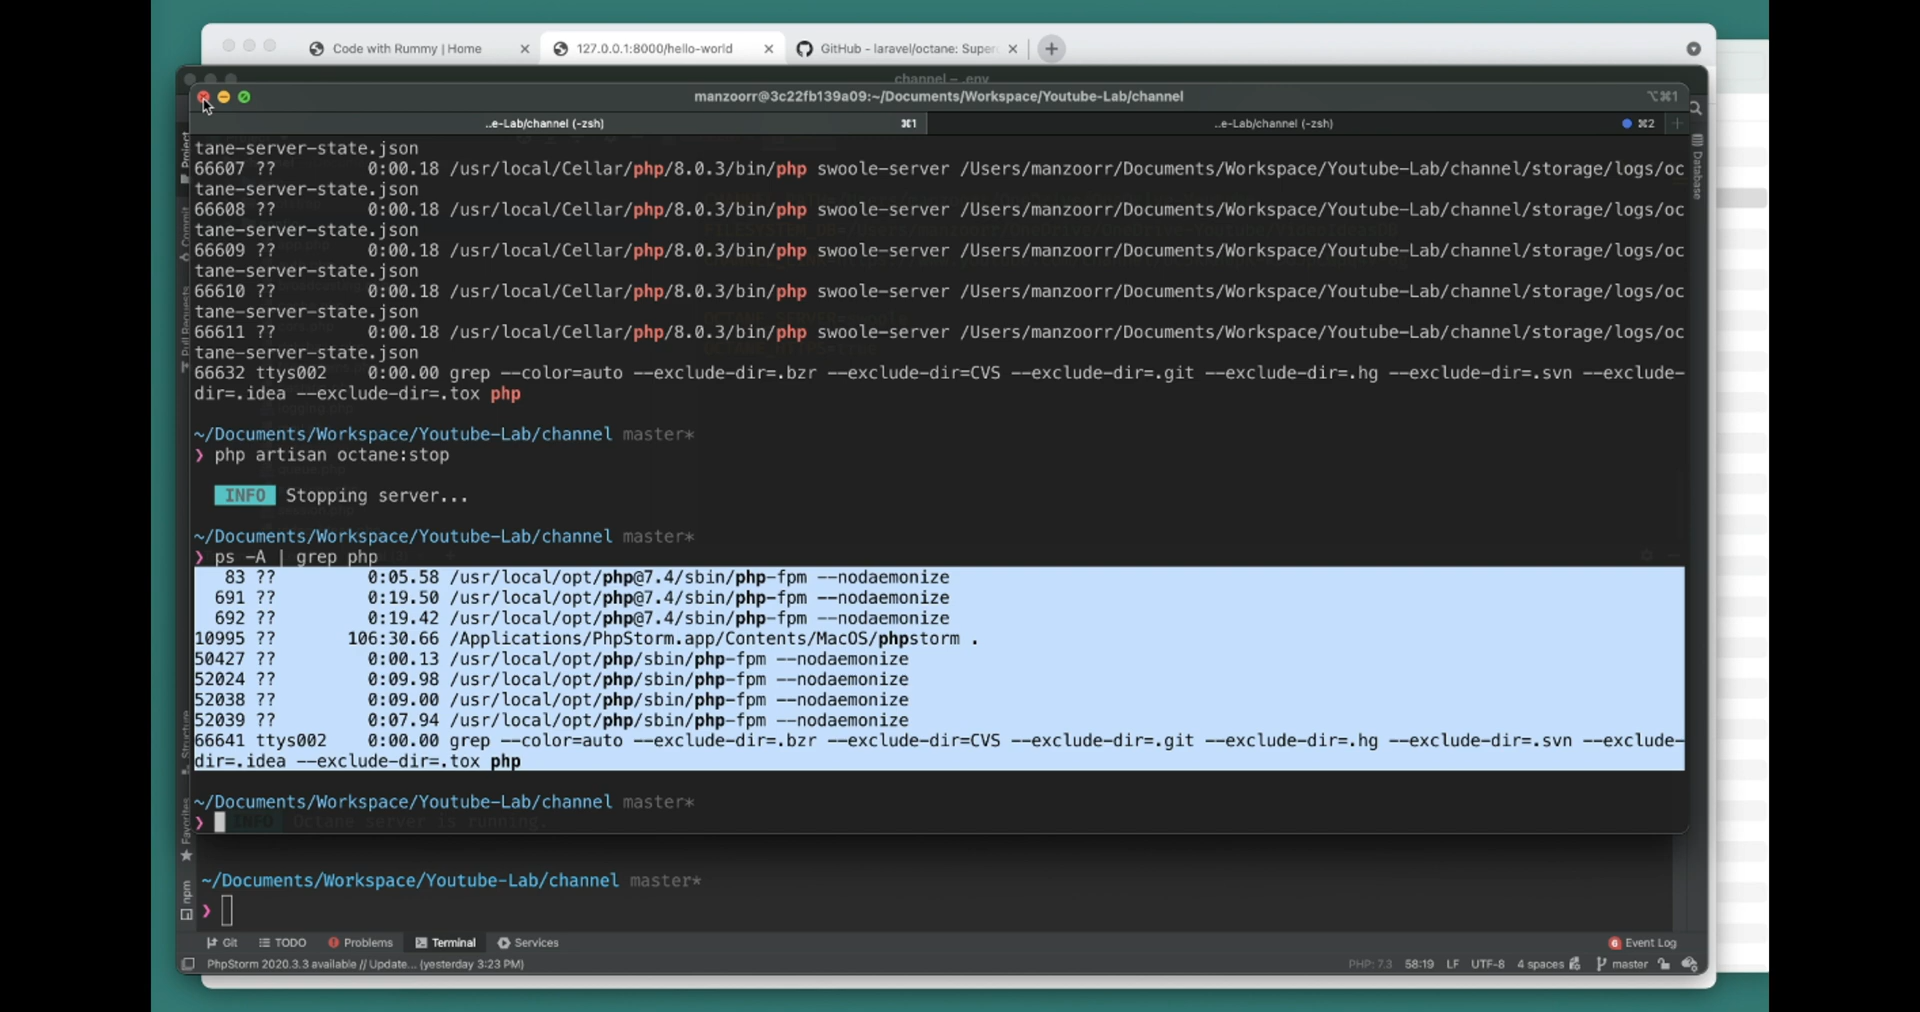 Code with Rummy | Home
127.0.0.1:8000/hello-world
GitHub - laravel/octane: Super
channel – .env
manzoorr@3c22fb139a09:~/Documents/Workspace/Youtube-Lab/channel
⌥⌘1
..e-Lab/channel (-zsh)
⌘1
..e-Lab/channel (-zsh)
⌘2
tane-server-state.json
66607 ?? 0:00.18 /usr/local/Cellar/php/8.0.3/bin/php swoole-server /Users/manzoorr/Documents/Workspace/Youtube-Lab/channel/storage/logs/oc
tane-server-state.json
66608 ?? 0:00.18 /usr/local/Cellar/php/8.0.3/bin/php swoole-server /Users/manzoorr/Documents/Workspace/Youtube-Lab/channel/storage/logs/oc
tane-server-state.json
66609 ?? 0:00.18 /usr/local/Cellar/php/8.0.3/bin/php swoole-server /Users/manzoorr/Documents/Workspace/Youtube-Lab/channel/storage/logs/oc
tane-server-state.json
66610 ?? 0:00.18 /usr/local/Cellar/php/8.0.3/bin/php swoole-server /Users/manzoorr/Documents/Workspace/Youtube-Lab/channel/storage/logs/oc
tane-server-state.json
66611 ?? 0:00.18 /usr/local/Cellar/php/8.0.3/bin/php swoole-server /Users/manzoorr/Documents/Workspace/Youtube-Lab/channel/storage/logs/oc
tane-server-state.json
66632 ttys002 0:00.00 grep --color=auto --exclude-dir=.bzr --exclude-dir=CVS --exclude-dir=.git --exclude-dir=.hg --exclude-dir=.svn --exclude-
dir=.idea --exclude-dir=.tox php
~/Documents/Workspace/Youtube-Lab/channel master*
❯ php artisan octane:stop
INFO Stopping server...
~/Documents/Workspace/Youtube-Lab/channel master*
❯ ps -A | grep php
83 ?? 0:05.58 /usr/local/opt/php@7.4/sbin/php-fpm --nodaemonize
691 ?? 0:19.50 /usr/local/opt/php@7.4/sbin/php-fpm --nodaemonize
692 ?? 0:19.42 /usr/local/opt/php@7.4/sbin/php-fpm --nodaemonize
10995 ?? 106:30.66 /Applications/PhpStorm.app/Contents/MacOS/phpstorm .
50427 ?? 0:00.13 /usr/local/opt/php/sbin/php-fpm --nodaemonize
52024 ?? 0:09.98 /usr/local/opt/php/sbin/php-fpm --nodaemonize
52038 ?? 0:09.00 /usr/local/opt/php/sbin/php-fpm --nodaemonize
52039 ?? 0:07.94 /usr/local/opt/php/sbin/php-fpm --nodaemonize
66641 ttys002 0:00.00 grep --color=auto --exclude-dir=.bzr --exclude-dir=CVS --exclude-dir=.git --exclude-dir=.hg --exclude-dir=.svn --exclude-
dir=.idea --exclude-dir=.tox php
~/Documents/Workspace/Youtube-Lab/channel master*
❯
INFO Octane server is running.
~/Documents/Workspace/Youtube-Lab/channel master*
❯
Project
Commit
Pull Requests
Structure
Favorites
npm
Database
Git
TODO
Problems
Terminal
Services
6 Event Log
PhpStorm 2020.3.3 available // Update... (yesterday 3:23 PM)
PHP: 7.3
58:19
LF
UTF-8
4 spaces
master